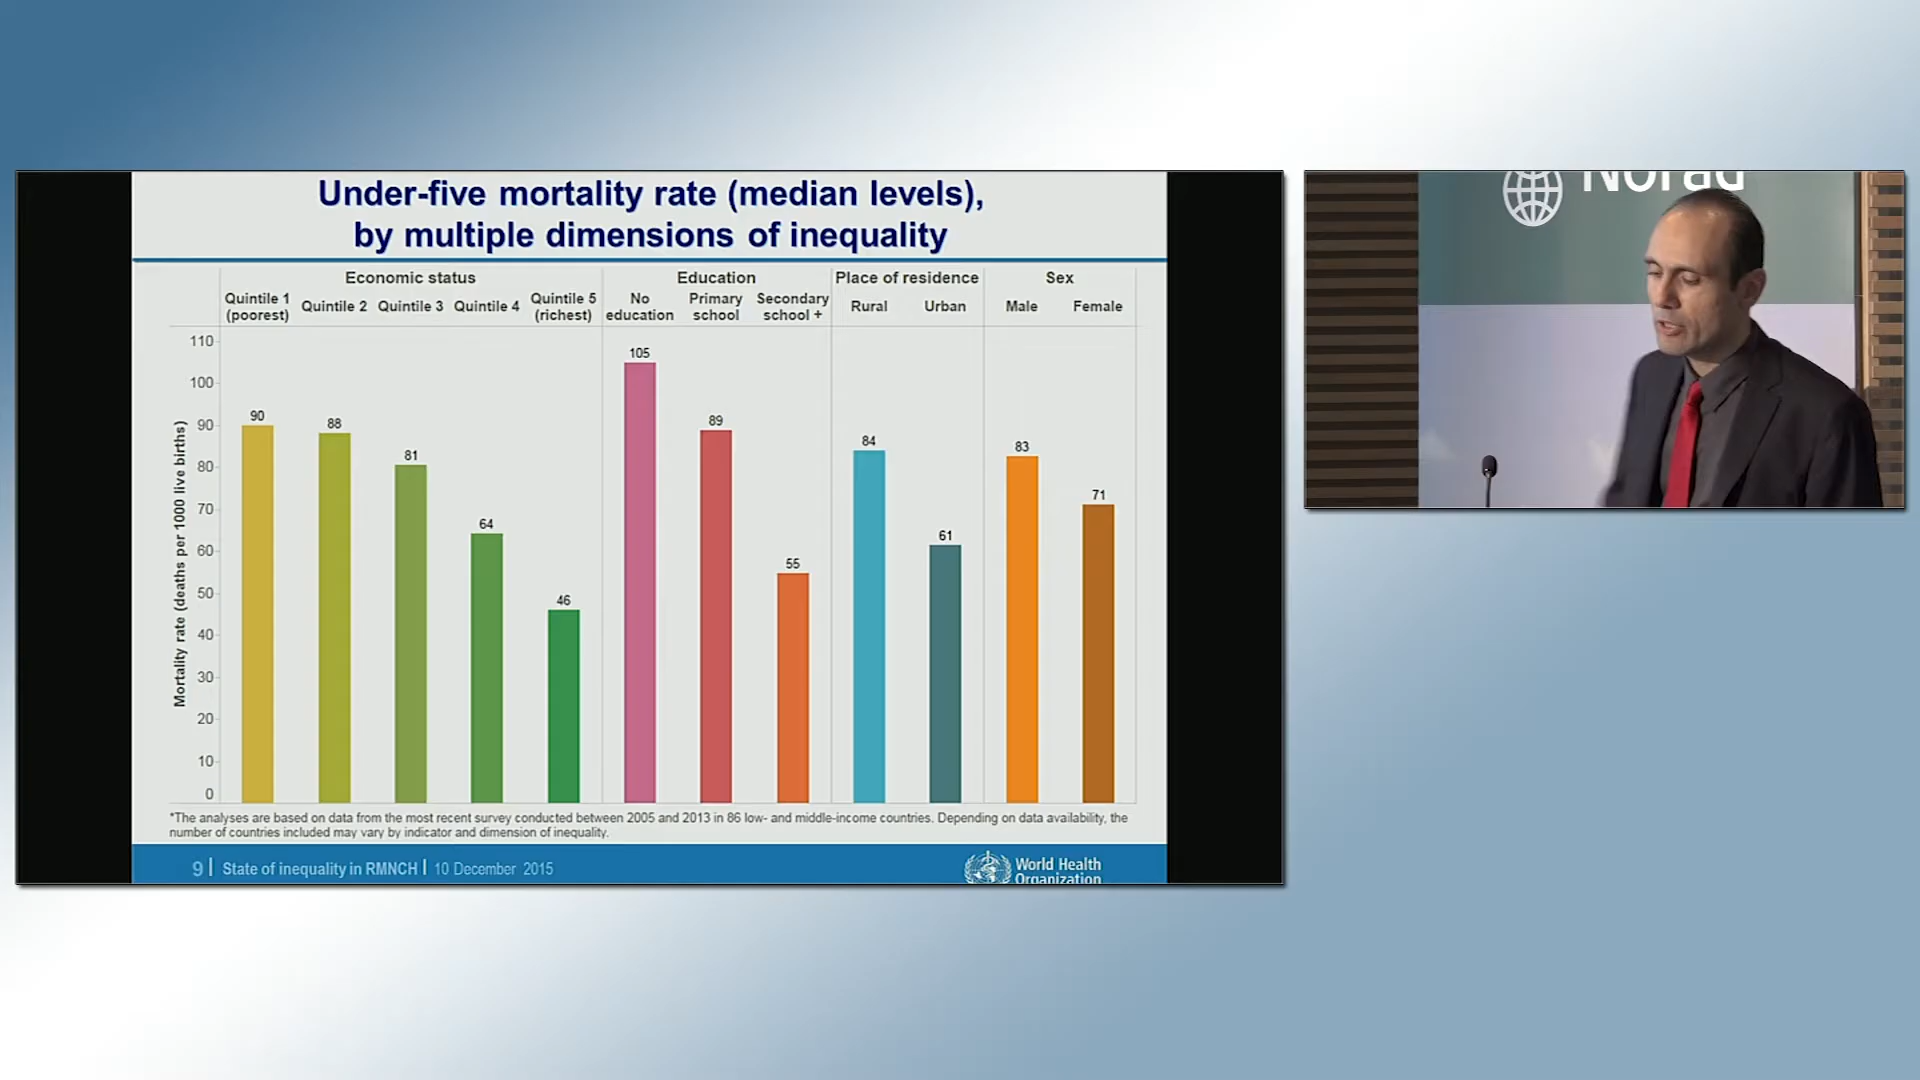 Under-five mortality rate (median levels),
by multiple dimensions of inequality
Economic status
Education
Place of residence
Sex
Quintile 1
(poorest)
Quintile 2
Quintile 3
Quintile 4
Quintile 5
(richest)
No
education
Primary
school
Secondary
school +
Rural
Urban
Male
Female
Mortality rate (deaths per 1000 live births)
110
100
90
80
70
60
50
40
30
20
10
0
90
88
81
64
46
105
89
55
84
61
83
71
*The analyses are based on data from the most recent survey conducted between 2005 and 2013 in 86 low- and middle-income countries. Depending on data availability, the
number of countries included may vary by indicator and dimension of inequality.
9 | State of inequality in RMNCH | 10 December 2015
World Health
Organization
Norad